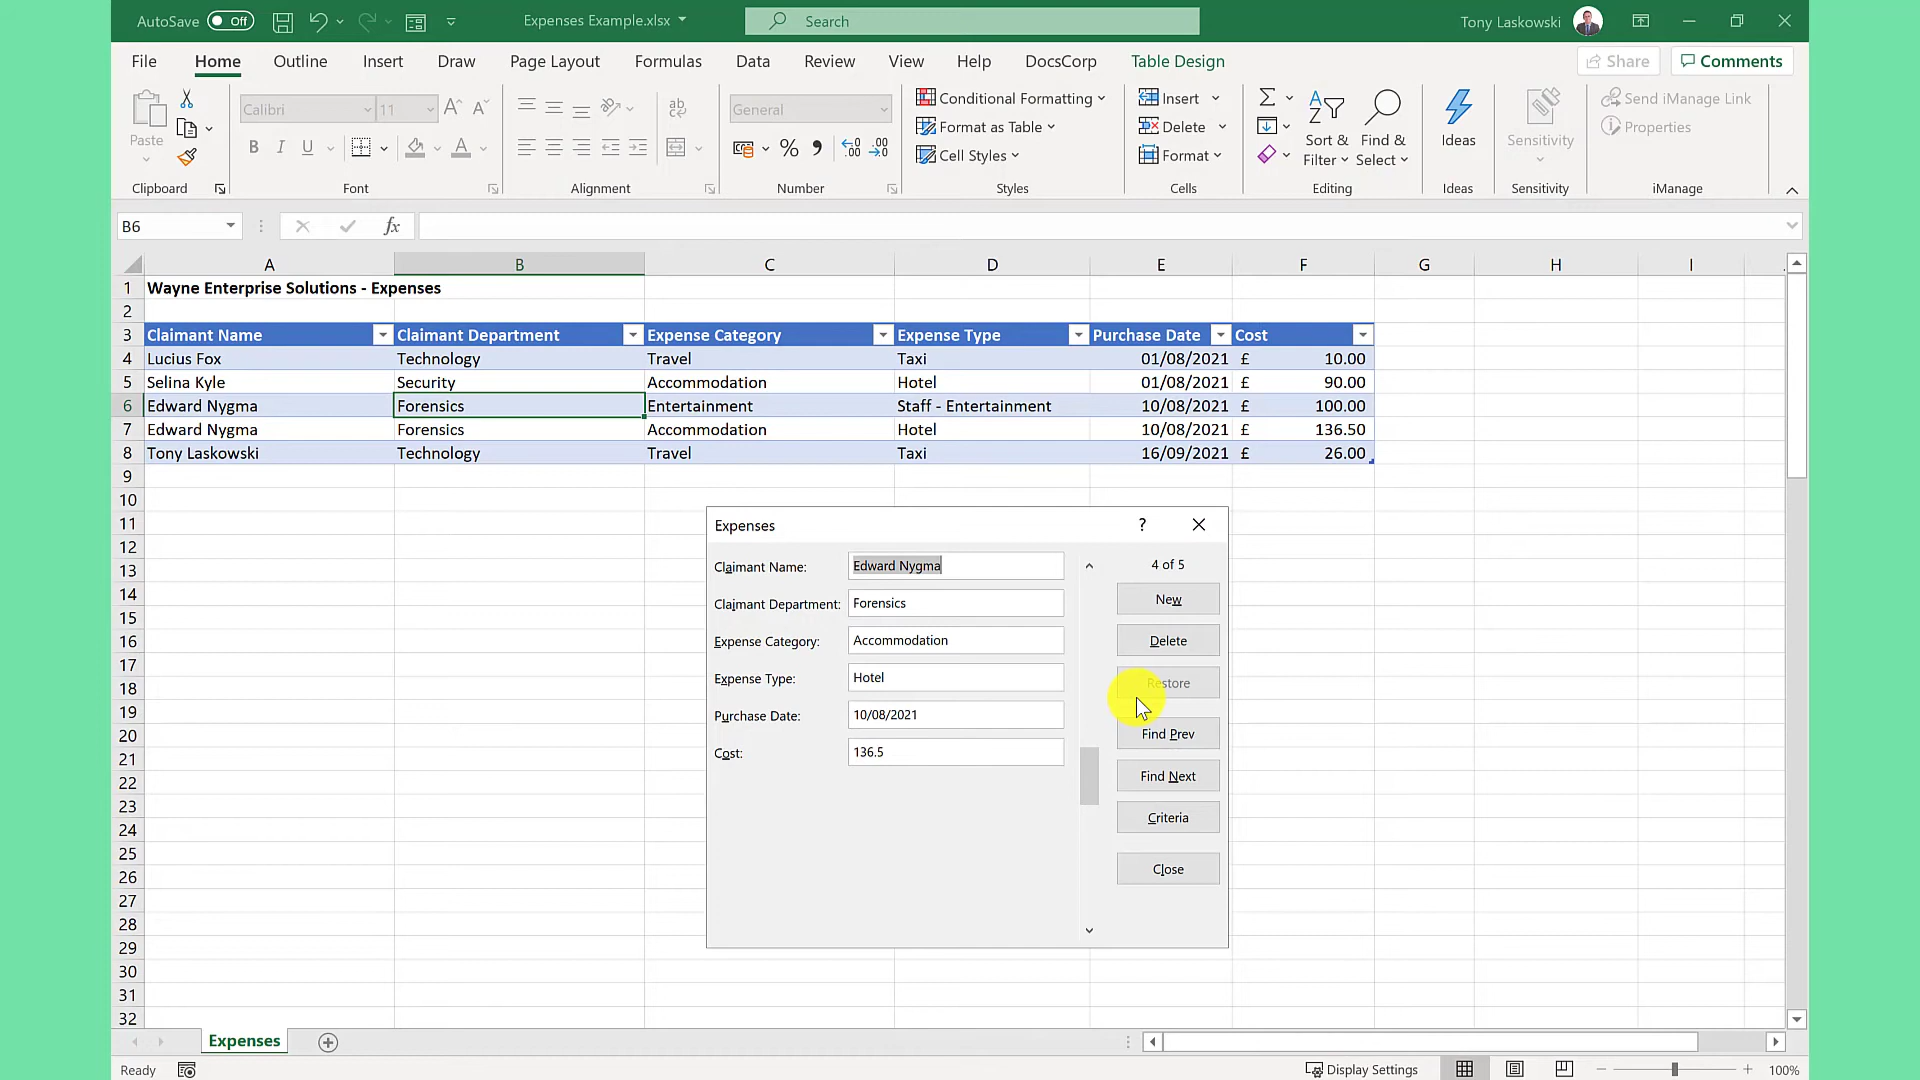 AutoSave Off Expenses Example.xlsx Search Tony Laskowski
File Home Outline Insert Draw Page Layout Formulas Data Review View Help DocsCorp Table Design Share Comments
Paste Calibri 11 General Conditional Formatting Insert Send iManage Link
Format as Table Delete Properties
B I U Cell Styles Format Sort & Filter Find & Select Ideas Sensitivity
Clipboard Font Alignment Number Styles Cells Editing Ideas Sensitivity iManage
B6 fx
A B C D E F G H I
1 Wayne Enterprise Solutions - Expenses
2
3 Claimant Name Claimant Department Expense Category Expense Type Purchase Date Cost
4 Lucius Fox Technology Travel Taxi 01/08/2021 £ 10.00
5 Selina Kyle Security Accommodation Hotel 01/08/2021 £ 90.00
6 Edward Nygma Forensics Entertainment Staff - Entertainment 10/08/2021 £ 100.00
7 Edward Nygma Forensics Accommodation Hotel 10/08/2021 £ 136.50
8 Tony Laskowski Technology Travel Taxi 16/09/2021 £ 26.00
9
10
11
12
13
14
15
16
17
18
19
20
21
22
23
24
25
26
27
28
29
30
31
32
Expenses ?
Claimant Name: Edward Nygma 4 of 5
Claimant Department: Forensics New
Expense Category: Accommodation Delete
Expense Type: Hotel Restore
Purchase Date: 10/08/2021 Find Prev
Cost: 136.5 Find Next
Criteria
Close
Expenses
Ready Display Settings 100%